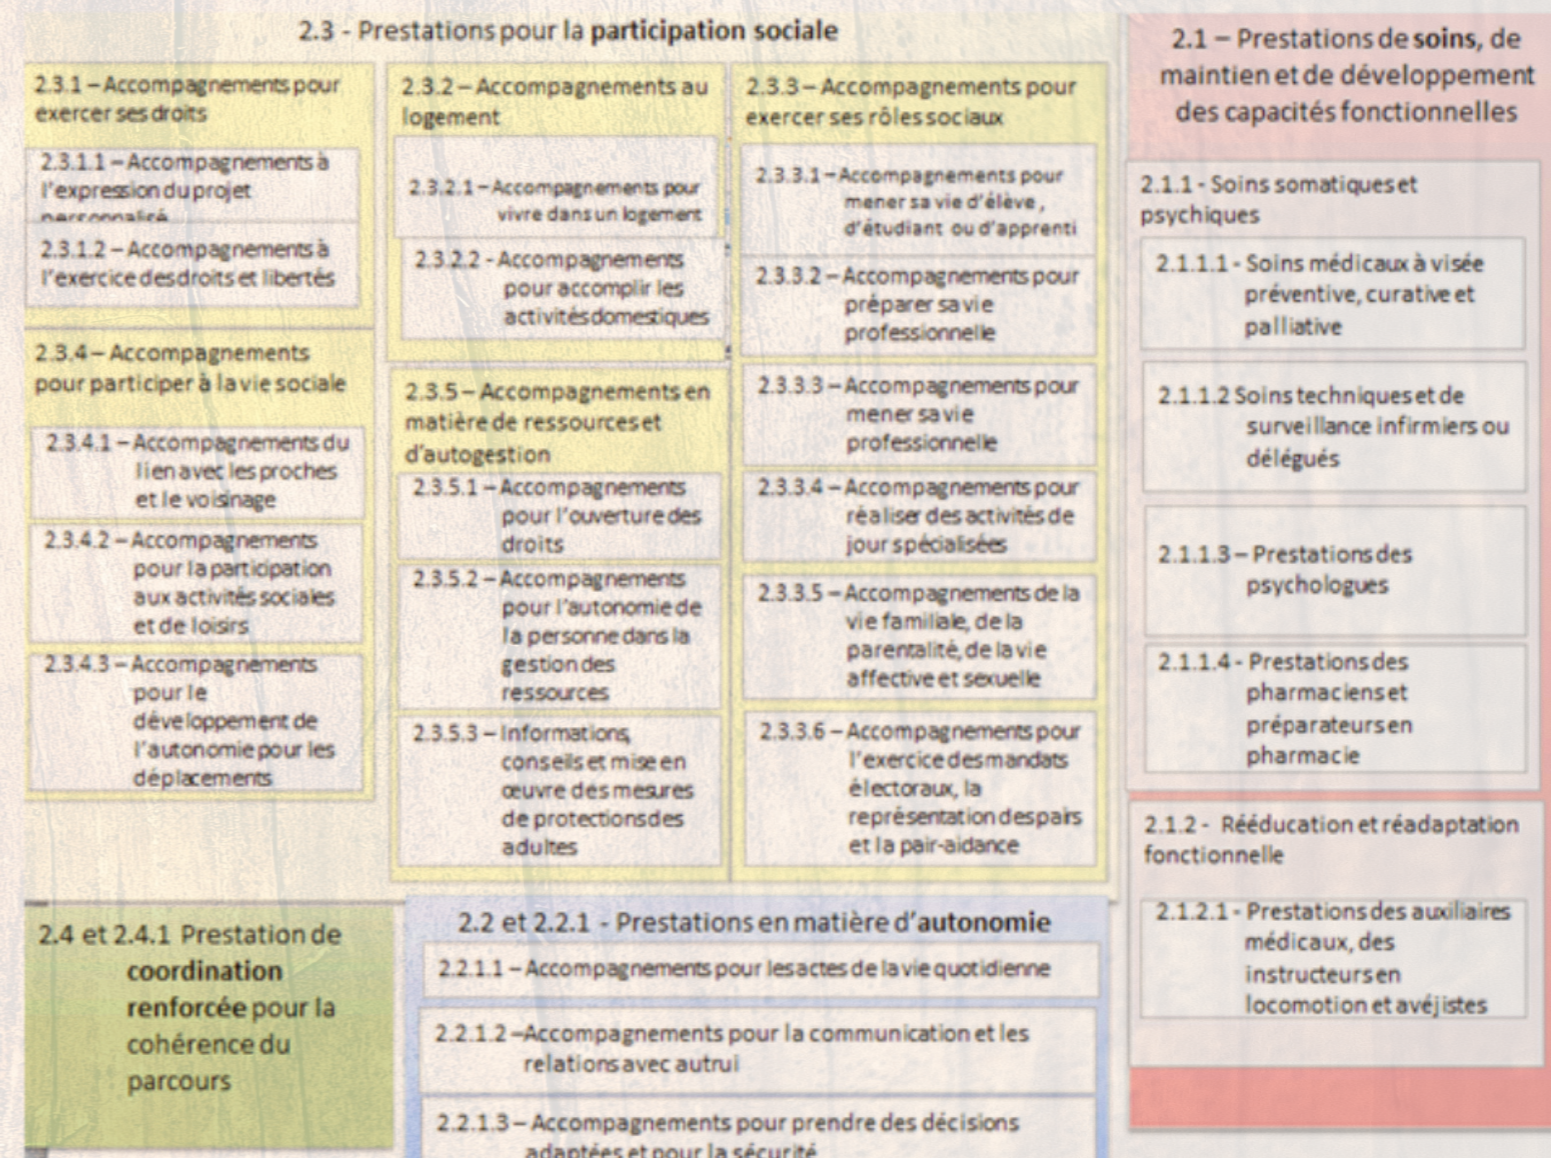 2.3 - Prestations pour la participation sociale
2.3.1 – Accompagnements pour
exercer ses droits
2.3.1.1 – Accompagnements à
l'expression du projet
personnalisé
2.3.1.2 – Accompagnements à
l'exercice des droits et libertés
2.3.4 – Accompagnements
pour participer à la vie sociale
2.3.4.1 – Accompagnements du
lien avec les proches
et le voisinage
2.3.4.2 – Accompagnements
pour la participation
aux activités sociales
et de loisirs
2.3.4.3 – Accompagnements
pour le
développement de
l'autonomie pour les
déplacements
2.3.2 – Accompagnements au
logement
2.3.2.1 – Accompagnements pour
vivre dans un logement
2.3.2.2 - Accompagnements
pour accomplir les
activités domestiques
2.3.5 – Accompagnements en
matière de ressources et
d'autogestion
2.3.5.1 – Accompagnements
pour l'ouverture des
droits
2.3.5.2 – Accompagnements
pour l'autonomie de
la personne dans la
gestion des
ressources
2.3.5.3 – Informations,
conseils et mise en
œuvre des mesures
de protections des
adultes
2.3.3 – Accompagnements pour
exercer ses rôles sociaux
2.3.3.1 – Accompagnements pour
mener sa vie d'élève ,
d'étudiant ou d'apprenti
2.3.3.2 – Accompagnements pour
préparer sa vie
professionnelle
2.3.3.3 – Accompagnements pour
mener sa vie
professionnelle
2.3.3.4 – Accompagnements pour
réaliser des activités de
jour spécialisées
2.3.3.5 – Accompagnements de la
vie familiale, de la
parentalité, de la vie
affective et sexuelle
2.3.3.6 – Accompagnements pour
l'exercice des mandats
électoraux, la
représentation des pairs
et la pair-aidance
2.1 – Prestations de soins, de
maintien et de développement
des capacités fonctionnelles
2.1.1 - Soins somatiques et
psychiques
2.1.1.1 - Soins médicaux à visée
préventive, curative et
palliative
2.1.1.2 Soins techniques et de
surveillance infirmiers ou
délégués
2.1.1.3 – Prestations des
psychologues
2.1.1.4 - Prestations des
pharmaciens et
préparateurs en
pharmacie
2.1.2 - Rééducation et réadaptation
fonctionnelle
2.1.2.1 - Prestations des auxiliaires
médicaux, des
instructeurs en
locomotion et avéjistes
2.4 et 2.4.1 Prestation de
coordination
renforcée pour la
cohérence du
parcours
2.2 et 2.2.1 - Prestations en matière d'autonomie
2.2.1.1 – Accompagnements pour les actes de la vie quotidienne
2.2.1.2 –Accompagnements pour la communication et les
relations avec autrui
2.2.1.3 – Accompagnements pour prendre des décisions
adaptées et pour la sécurité